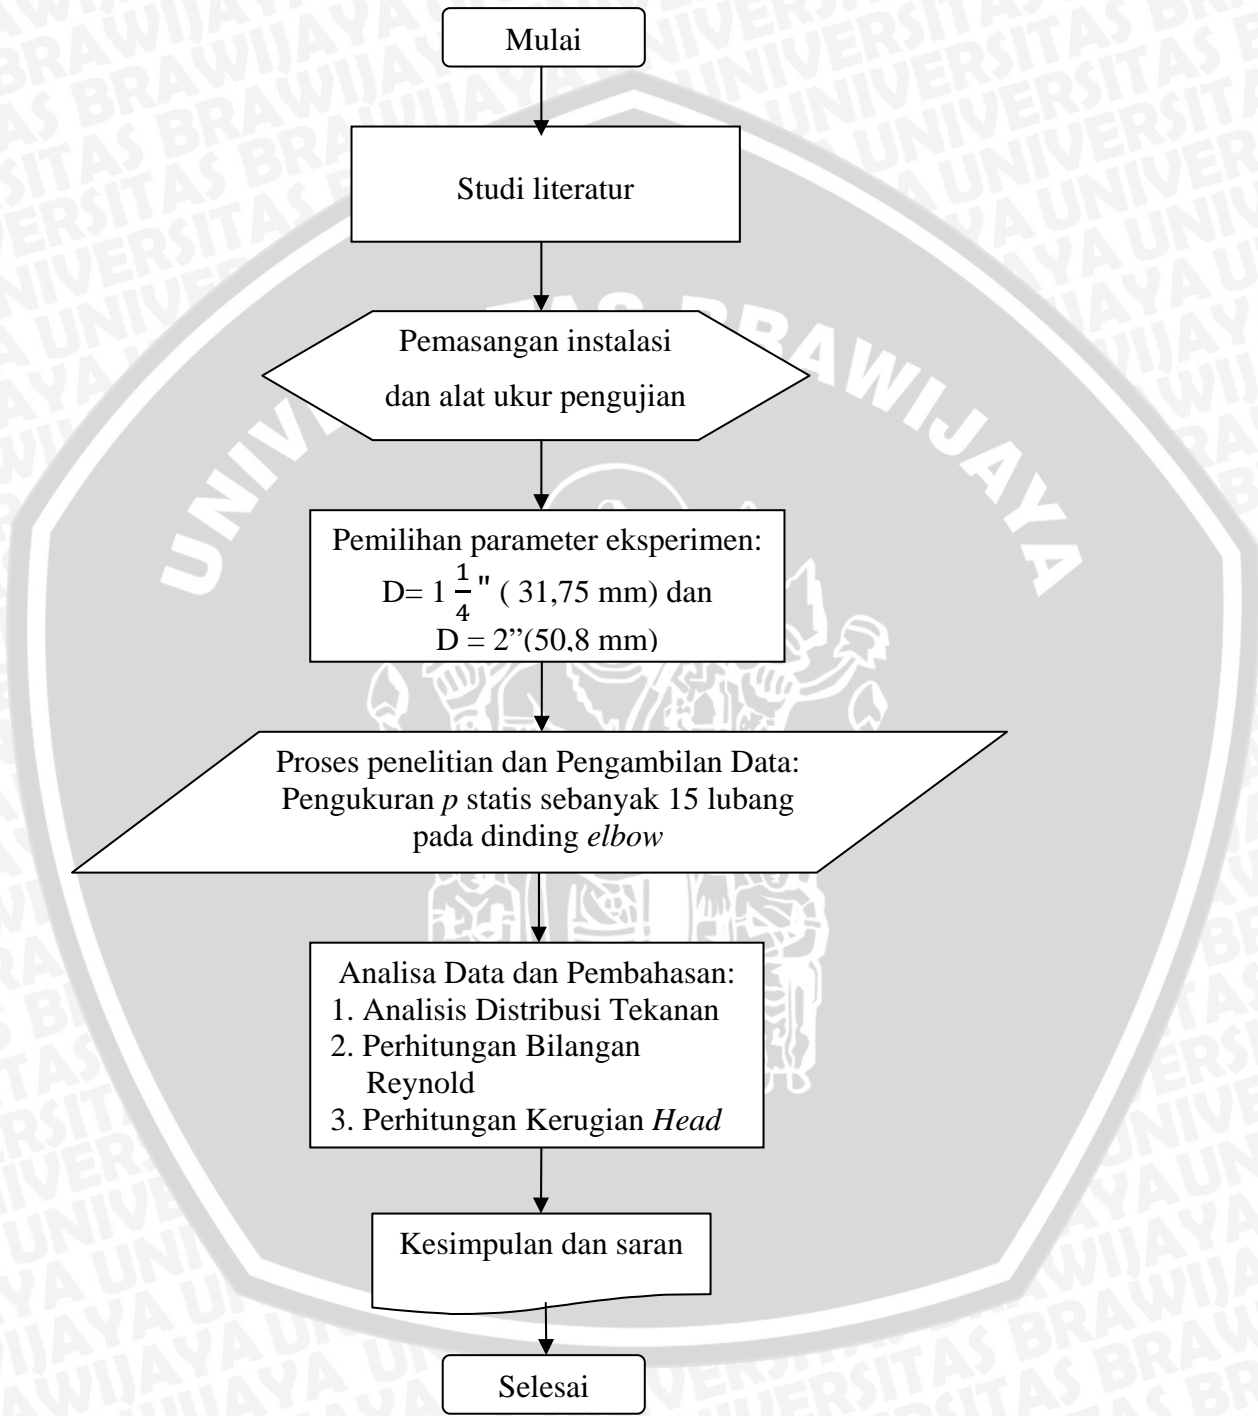 Mulai
Studi literatur
UNIVERSITAS BRAWIJAYA
Pemasangan instalasi
dan alat ukur pengujian
Pemilihan parameter eksperimen:
D= 1 1/4 " ( 31,75 mm) dan
D = 2”(50,8 mm)
Proses penelitian dan Pengambilan Data:
Pengukuran p statis sebanyak 15 lubang
pada dinding elbow
Analisa Data dan Pembahasan:
1. Analisis Distribusi Tekanan
2. Perhitungan Bilangan
Reynold
3. Perhitungan Kerugian Head
Kesimpulan dan saran
Selesai